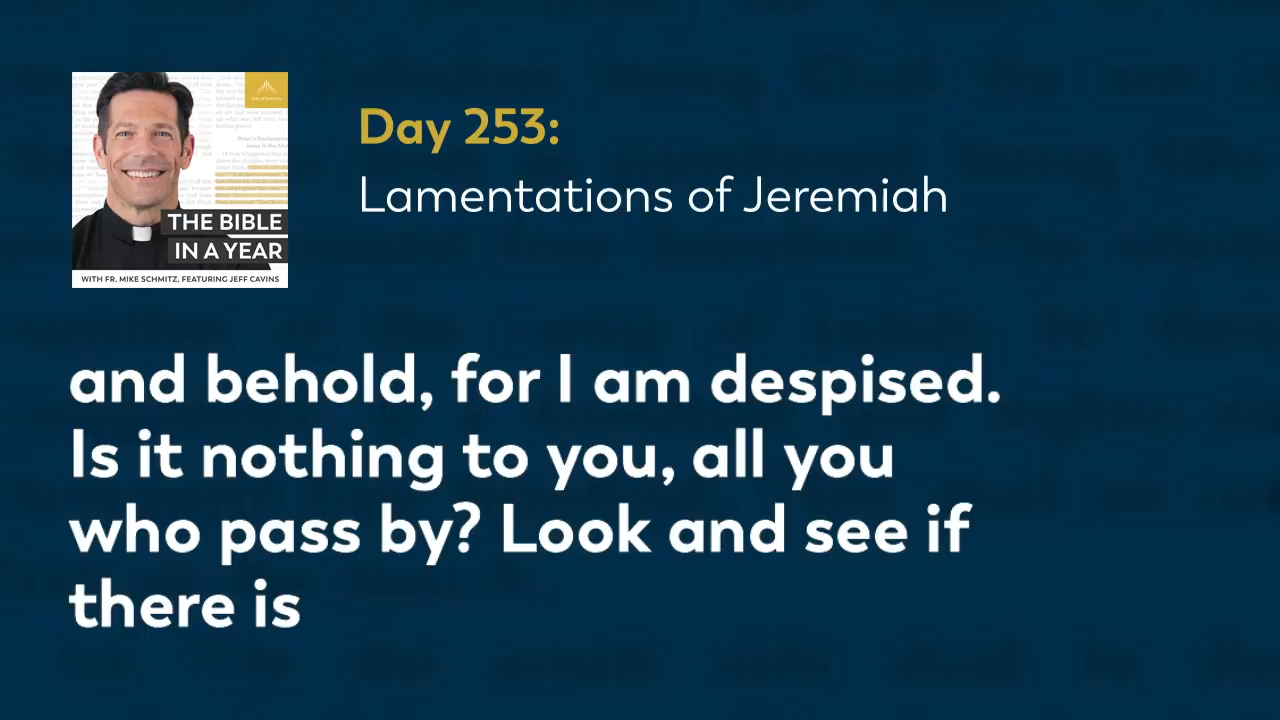 THE BIBLE
IN A YEAR
WITH FR. MIKE SCHMITZ, FEATURING JEFF CAVINS
Day 253:
Lamentations of Jeremiah
and behold, for I am despised.
Is it nothing to you, all you
who pass by? Look and see if
there is